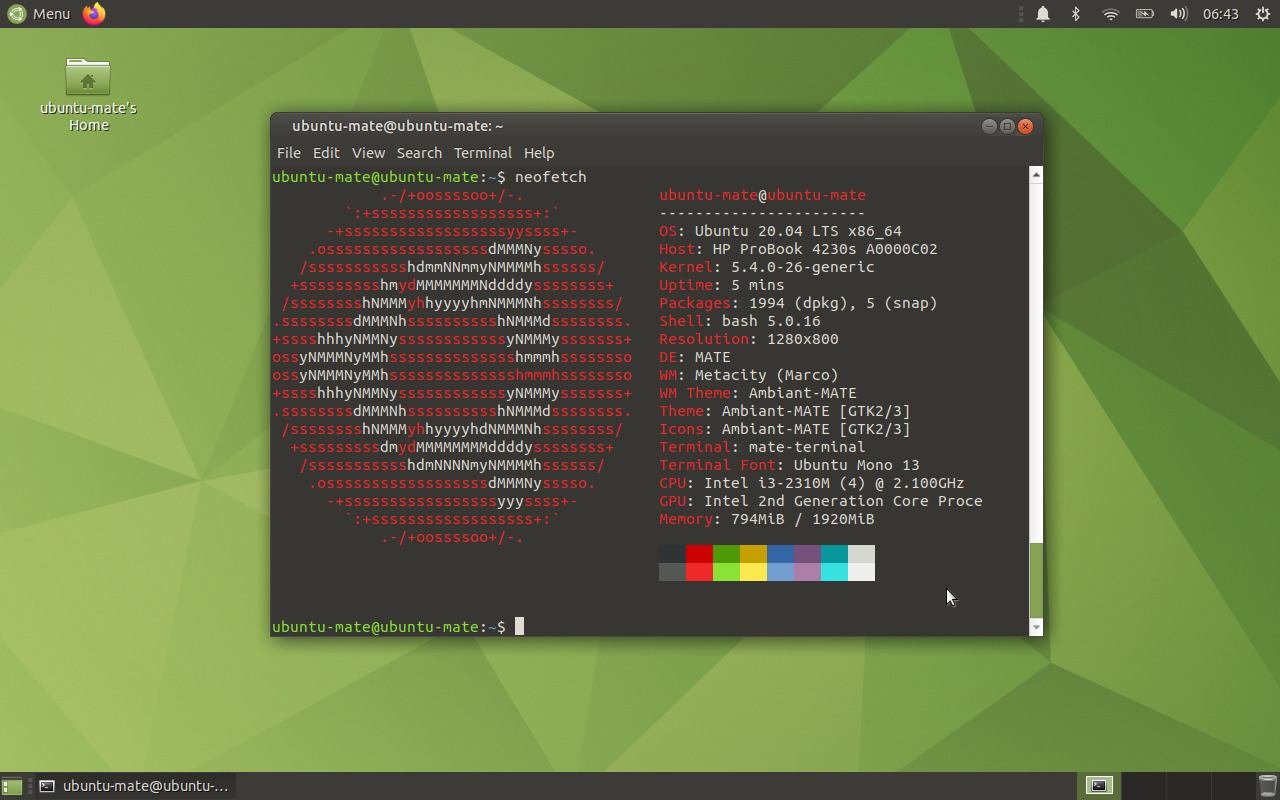 Menu
06:43
ubuntu-mate's
Home
ubuntu-mate@ubuntu-mate: ~
File Edit View Search Terminal Help
ubuntu-mate@ubuntu-mate:~$ neofetch
.-/+oossssoo+/-. ubuntu-mate@ubuntu-mate
`:+ssssssssssssssssss+:` -----------------------
-+ssssssssssssssssssyyssss+- OS: Ubuntu 20.04 LTS x86_64
.ossssssssssssssssssdMMMNysssso. Host: HP ProBook 4230s A0000C02
/ssssssssssshdmmNNmmyNMMMMhssssss/ Kernel: 5.4.0-26-generic
+ssssssssshmydMMMMMMMNddddyssssssss+ Uptime: 5 mins
/sssssssshNMMMyhhyyyyhmNMMMNhssssssss/ Packages: 1994 (dpkg), 5 (snap)
.ssssssssdMMMNhsssssssssshNMMMdssssssss. Shell: bash 5.0.16
+sssshhhyNMMNyssssssssssssyNMMMysssssss+ Resolution: 1280x800
ossyNMMMNyMMhsssssssssssssshmmmhssssssso DE: MATE
ossyNMMMNyMMhsssssssssssssshmmmhssssssso WM: Metacity (Marco)
+sssshhhyNMMNyssssssssssssyNMMMysssssss+ WM Theme: Ambiant-MATE
.ssssssssdMMMNhsssssssssshNMMMdssssssss. Theme: Ambiant-MATE [GTK2/3]
/sssssssshNMMMyhhyyyyhdNMMMNhssssssss/ Icons: Ambiant-MATE [GTK2/3]
+sssssssssdmydMMMMMMMMddddyssssssss+ Terminal: mate-terminal
/ssssssssssshdmNNNNmyNMMMMhssssss/ Terminal Font: Ubuntu Mono 13
.ossssssssssssssssssdMMMNysssso. CPU: Intel i3-2310M (4) @ 2.100GHz
-+sssssssssssssssssyyyssss+- GPU: Intel 2nd Generation Core Proce
`:+ssssssssssssssssss+:` Memory: 794MiB / 1920MiB
.-/+oossssoo+/-.
ubuntu-mate@ubuntu-mate:~$
ubuntu-mate@ubuntu-...